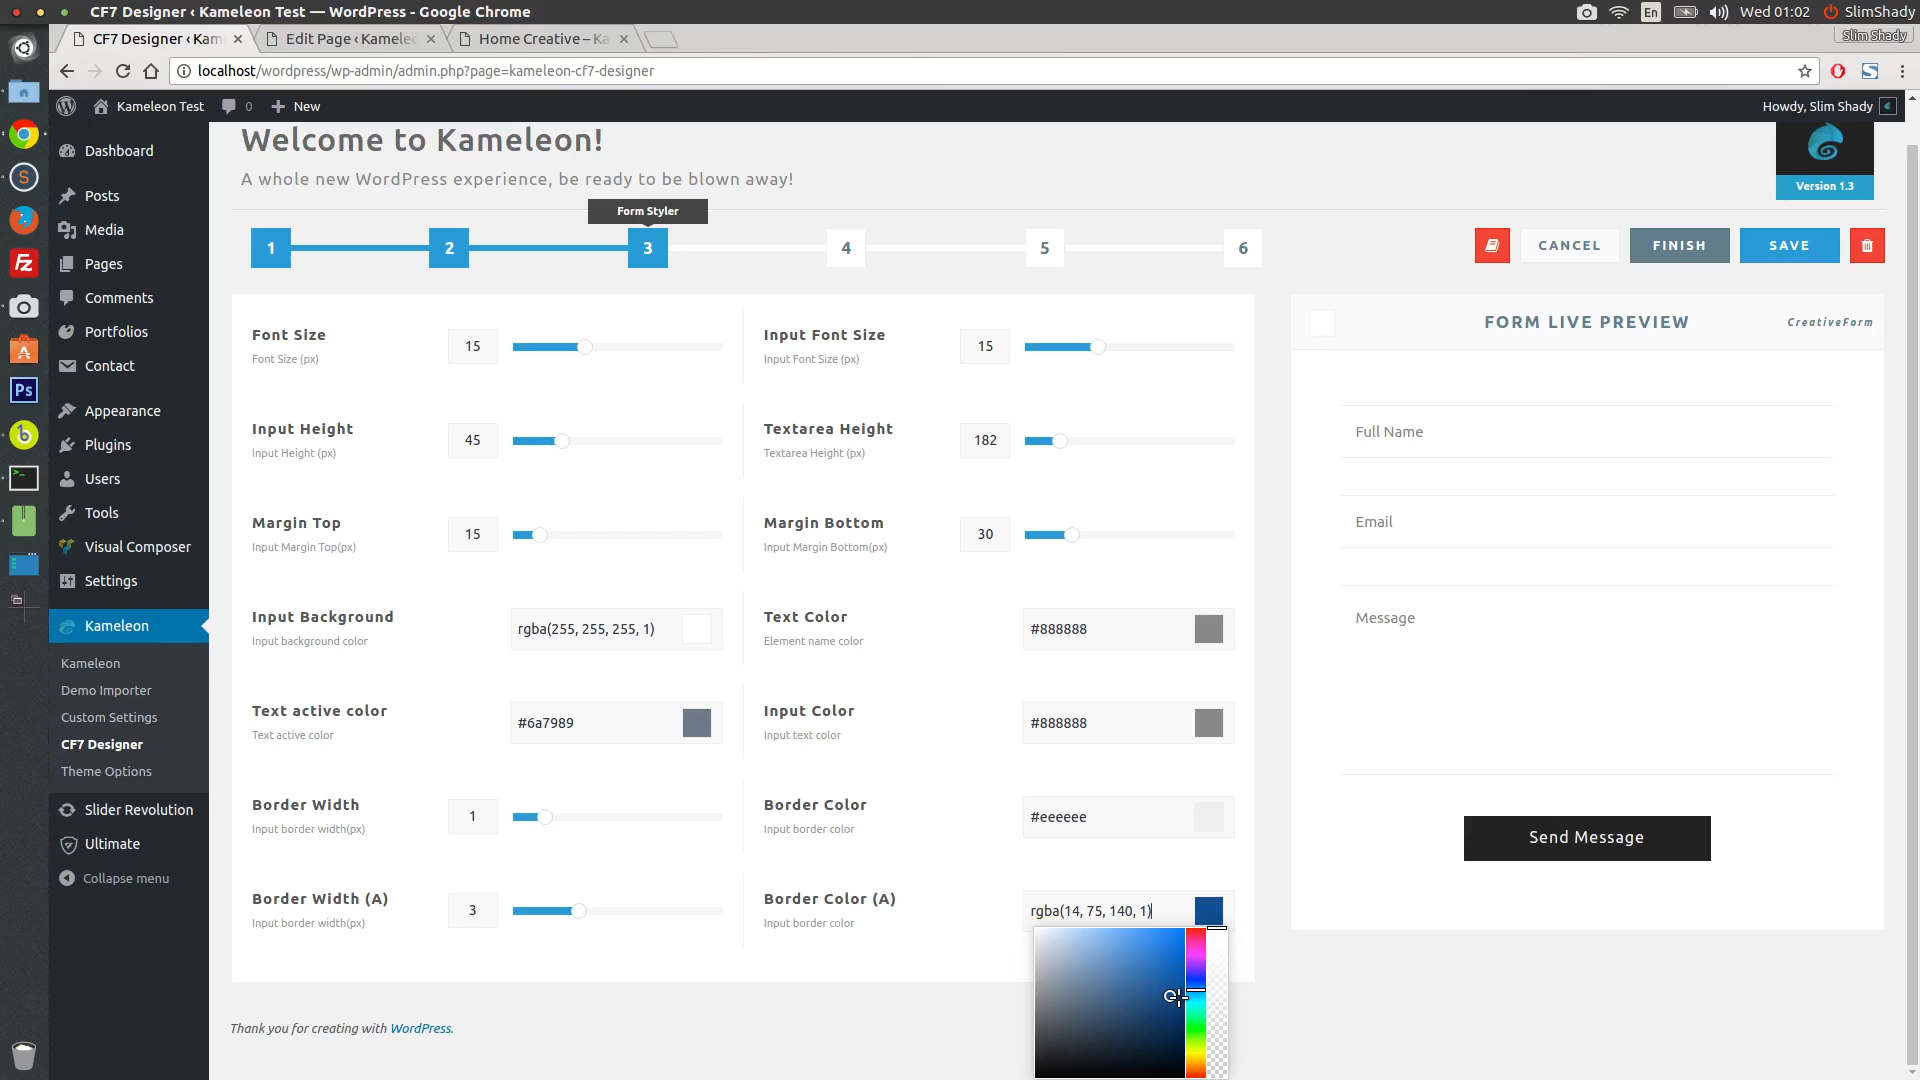 CF7 Designer ‹ Kameleon Test — WordPress - Google Chrome
En
Wed 01:02
SlimShady
CF7 Designer ‹ Kam
Edit Page ‹ Kamele
Home Creative – Ka
Slim Shady
localhost/wordpress/wp-admin/admin.php?page=kameleon-cf7-designer
Kameleon Test
0
New
Howdy, Slim Shady
Dashboard
Posts
Media
Pages
Comments
Portfolios
Contact
Appearance
Plugins
Users
Tools
Visual Composer
Settings
Kameleon
Kameleon
Demo Importer
Custom Settings
CF7 Designer
Theme Options
Slider Revolution
Ultimate
Collapse menu
Welcome to Kameleon!
A whole new WordPress experience, be ready to be blown away!
Version 1.3
Form Styler
1
2
3
4
5
6
CANCEL
FINISH
SAVE
Font Size
Font Size (px)
15
Input Font Size
Input Font Size (px)
15
Input Height
Input Height (px)
45
Textarea Height
Textarea Height (px)
182
Margin Top
Input Margin Top(px)
15
Margin Bottom
Input Margin Bottom(px)
30
Input Background
Input background color
rgba(255, 255, 255, 1)
Text Color
Element name color
#888888
Text active color
Text active color
#6a7989
Input Color
Input text color
#888888
Border Width
Input border width(px)
1
Border Color
Input border color
#eeeeee
Border Width (A)
Input border width(px)
3
Border Color (A)
Input border color
rgba(14, 75, 140, 1)
FORM LIVE PREVIEW
CreativeForm
Full Name
Email
Message
Send Message
Thank you for creating with WordPress.
Ps